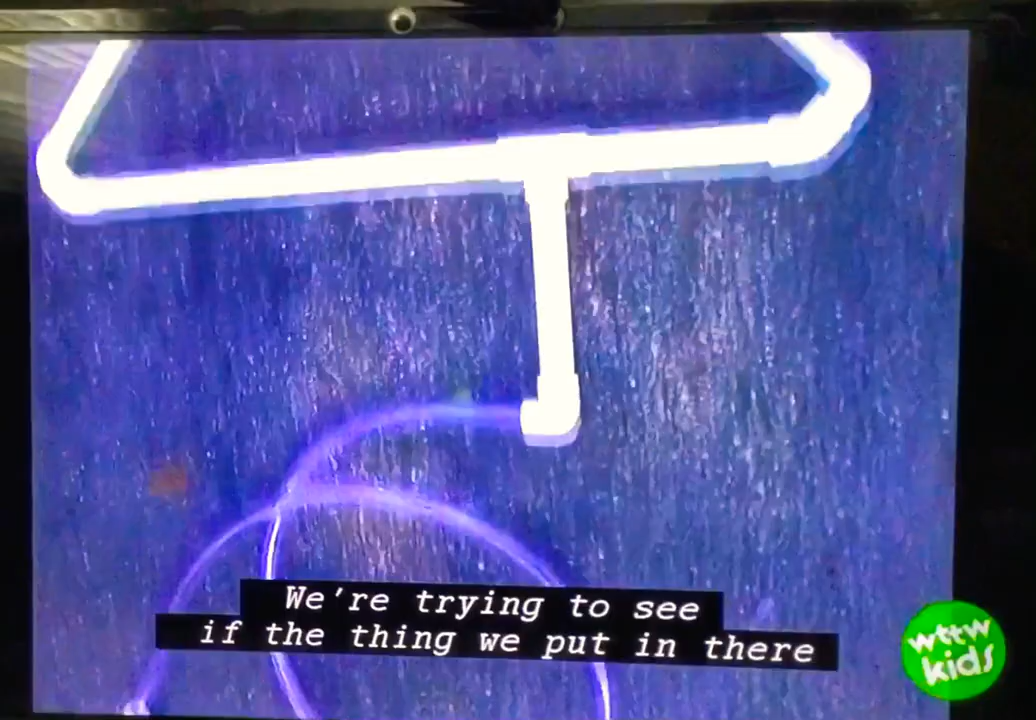 We're trying to see
if the thing we put in there
wttw
kids